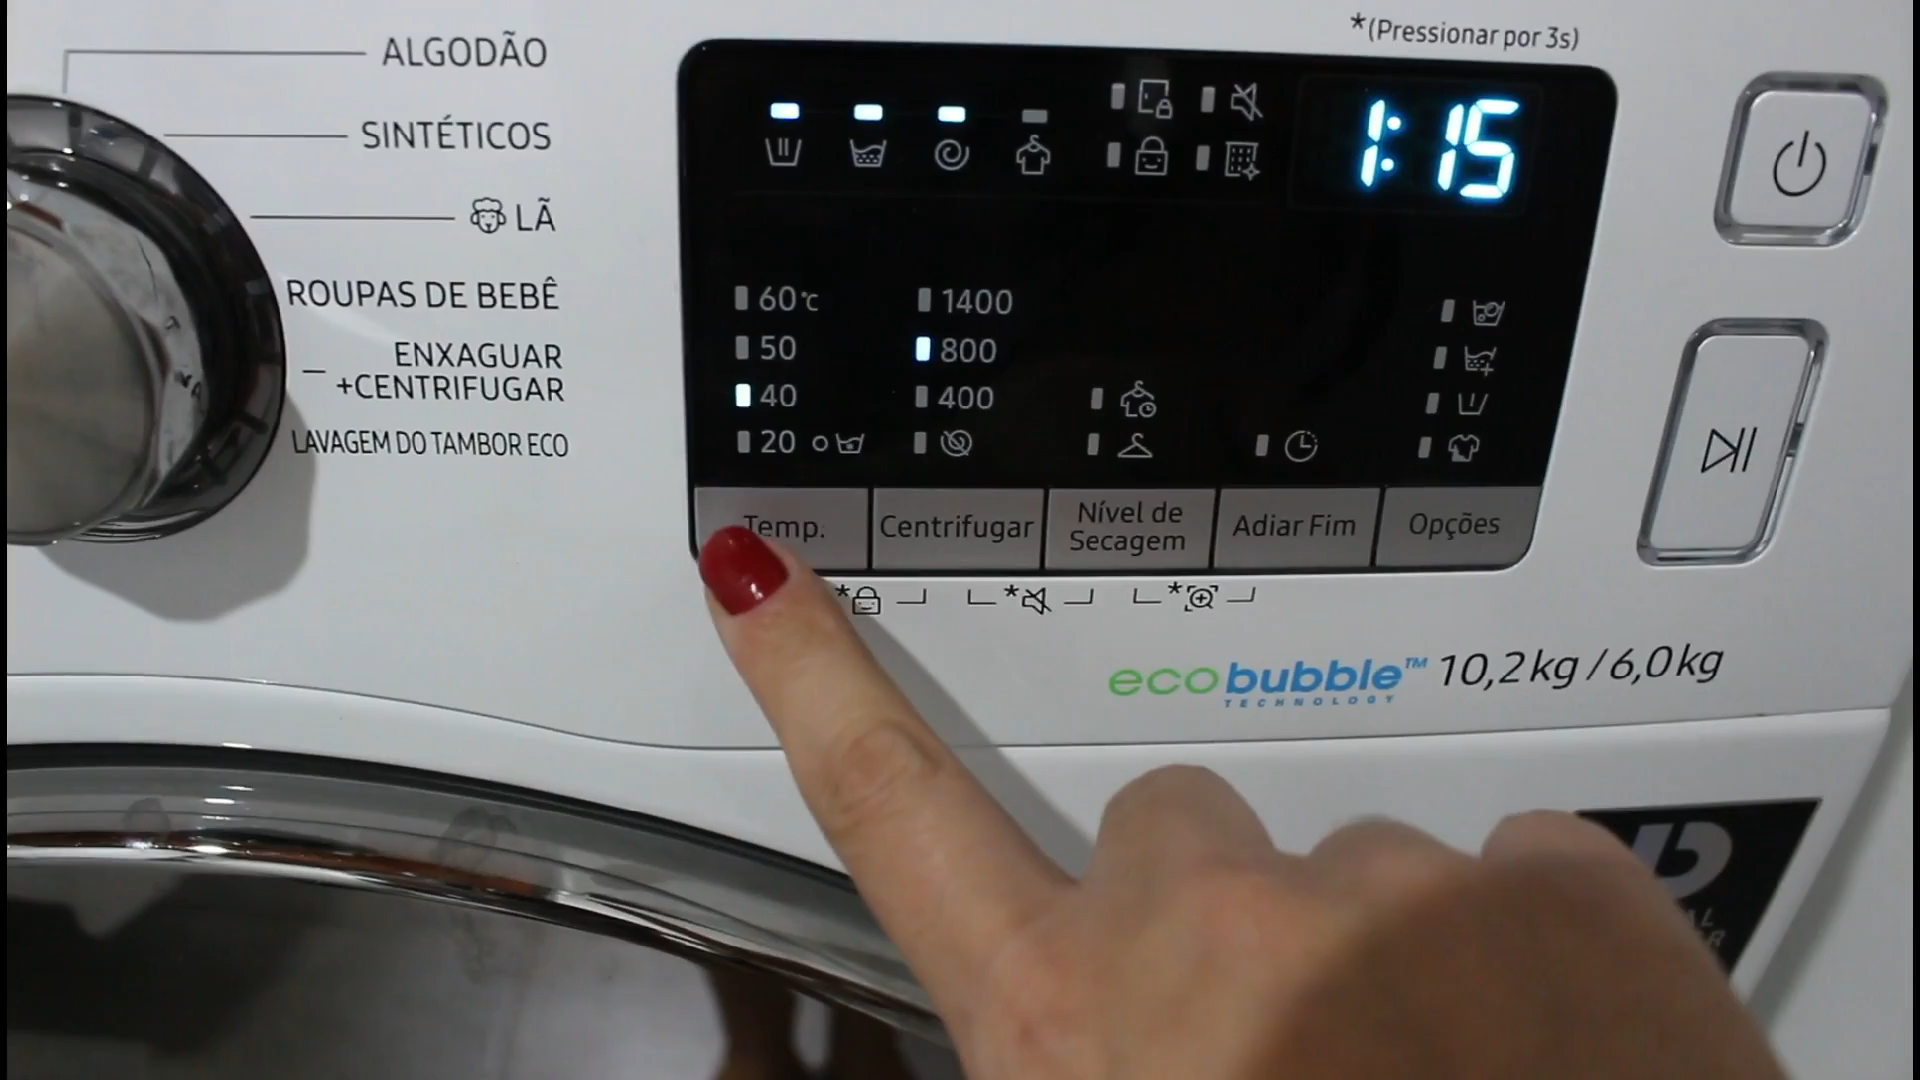 *(Pressionar por 3s)
ALGODÃO
SINTÉTICOS
LÃ
ROUPAS DE BEBÊ
ENXAGUAR
+CENTRIFUGAR
LAVAGEM DO TAMBOR ECO
1:15
60℃
50
40
20
1400
800
400
Temp.
Centrifugar
Nível de
Secagem
Adiar Fim
Opções
*
*
*
ecobubble™ 10,2kg / 6,0kg
TECHNOLOGY